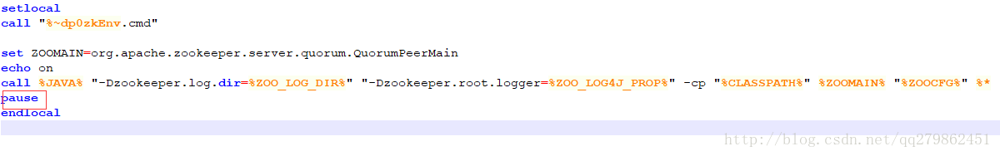 setlocal
call "%~dp0zkEnv.cmd"
set ZOOMAIN=org.apache.zookeeper.server.quorum.QuorumPeerMain
echo on
call %JAVA% "-Dzookeeper.log.dir=%ZOO_LOG_DIR%" "-Dzookeeper.root.logger=%ZOO_LOG4J_PROP%" -cp "%CLASSPATH%" %ZOOMAIN% "%ZOOCFG%" %*
pause
endlocal
http://blog.csdn.net/qq279862451